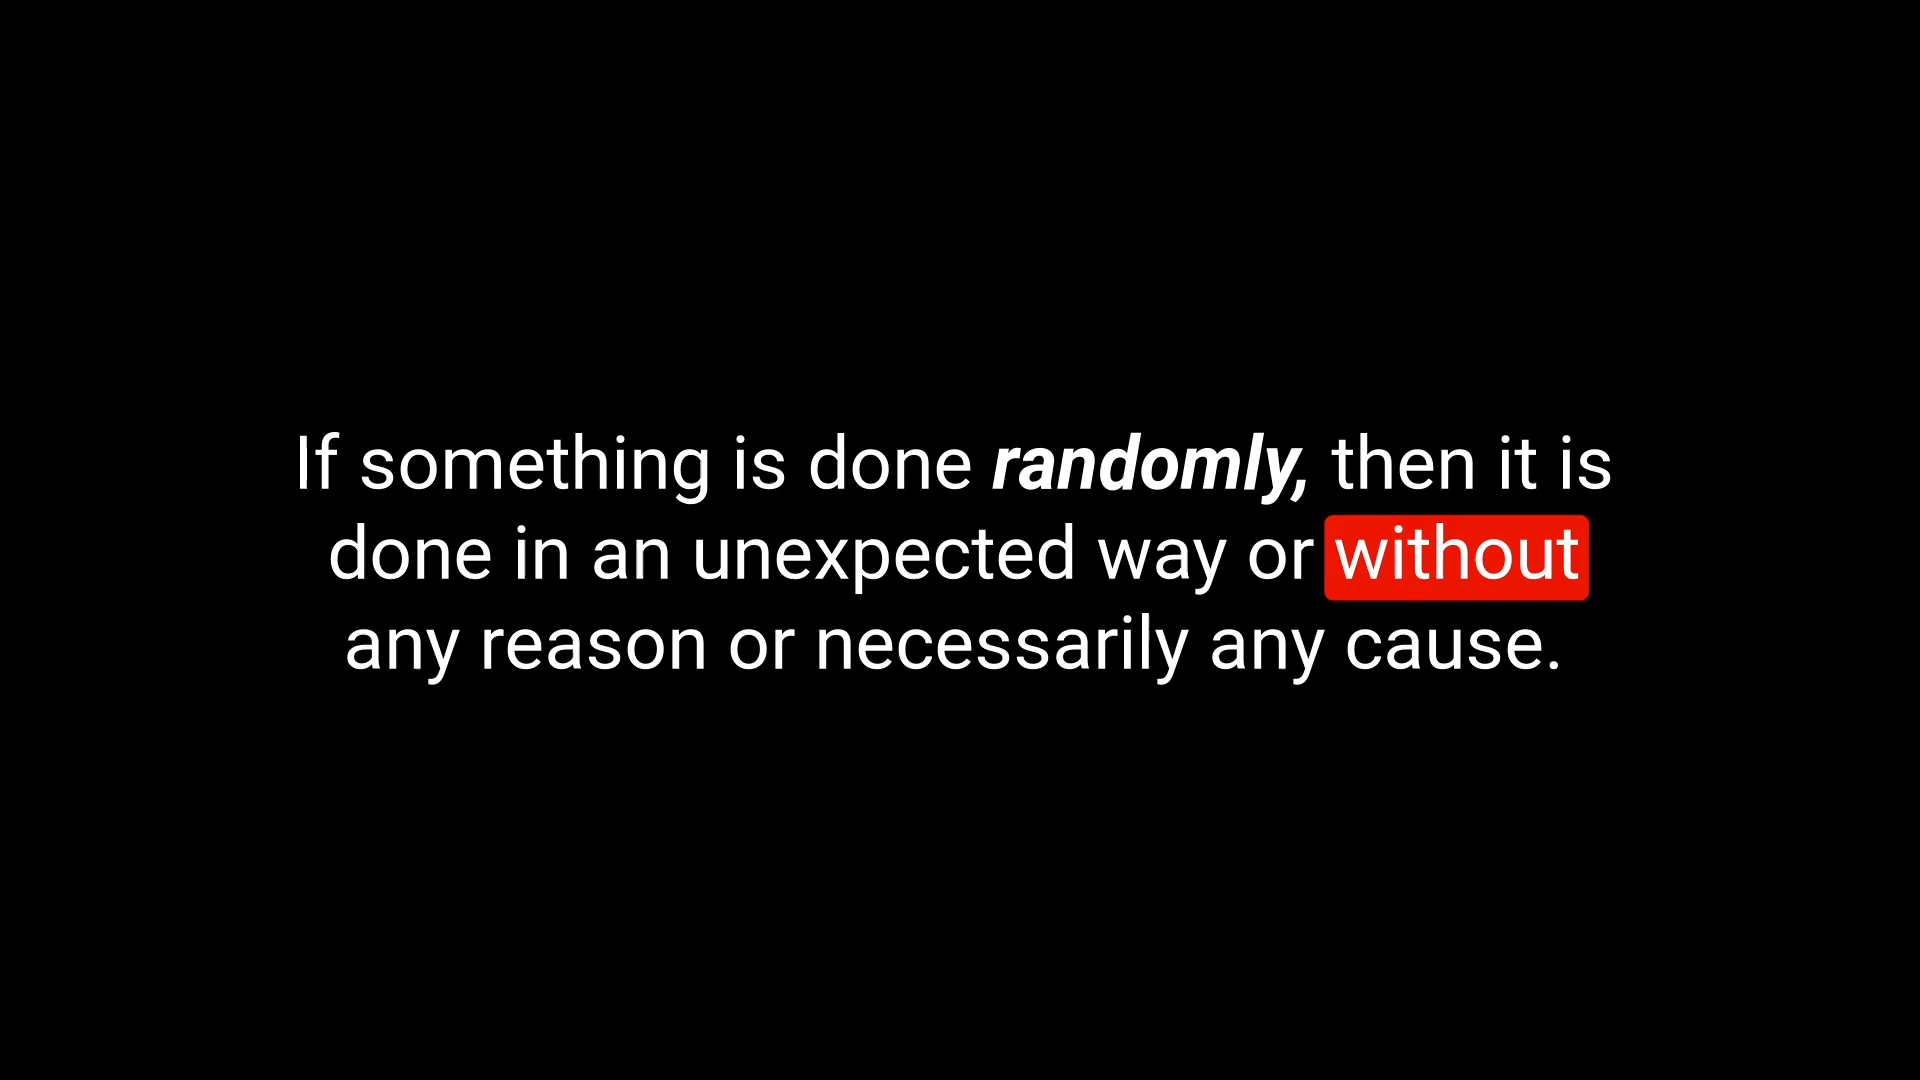 If something is done randomly, then it is
done in an unexpected way or without
any reason or necessarily any cause.